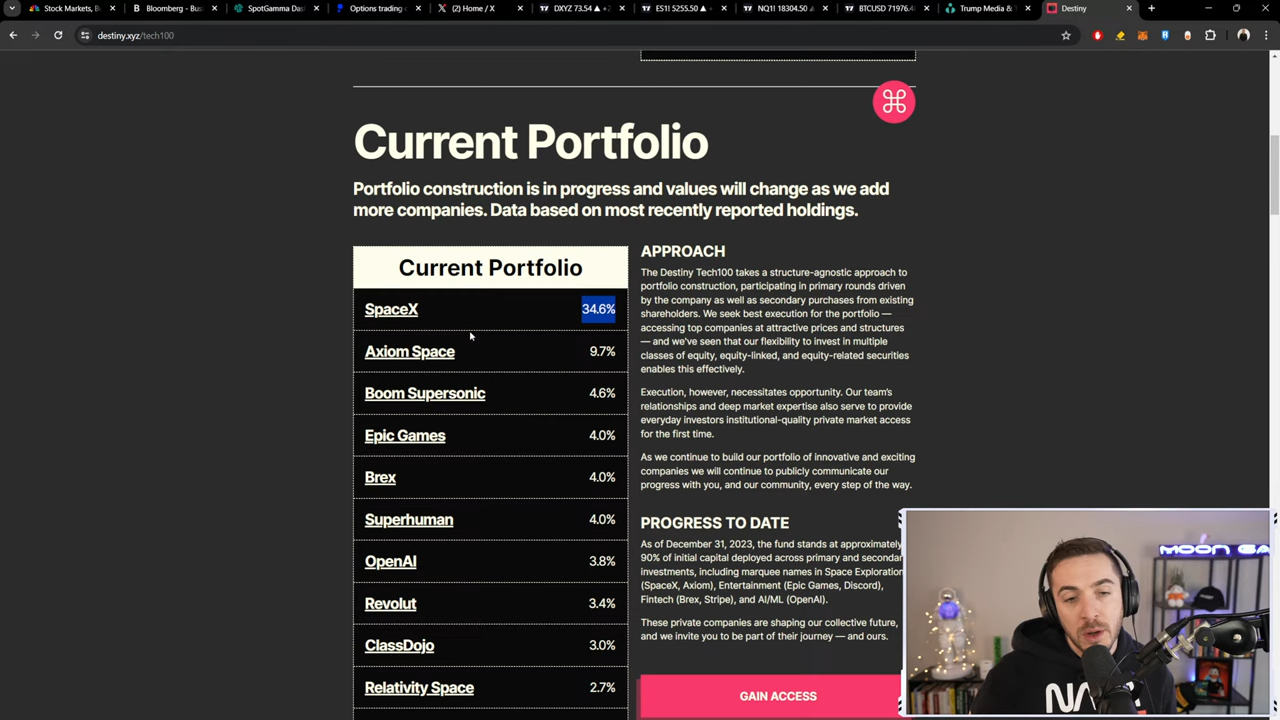 Stock Markets, B
Bloomberg - Bus
SpotGamma Das
Options trading
(2) Home / X
DXYZ 73.54 ▲ +2
ES1! 5255.50 ▲ +
NQ1! 18304.50
BTCUSD 71976.4
Trump Media &
Destiny
destiny.xyz/tech100
Current Portfolio
Portfolio construction is in progress and values will change as we add
more companies. Data based on most recently reported holdings.
Current Portfolio
SpaceX 34.6%
Axiom Space 9.7%
Boom Supersonic 4.6%
Epic Games 4.0%
Brex 4.0%
Superhuman 4.0%
OpenAI 3.8%
Revolut 3.4%
ClassDojo 3.0%
Relativity Space 2.7%
APPROACH
The Destiny Tech100 takes a structure-agnostic approach to
portfolio construction, participating in primary rounds driven
by the company as well as secondary purchases from existing
shareholders. We seek best execution for the portfolio —
accessing top companies at attractive prices and structures
— and we've seen that our flexibility to invest in multiple
classes of equity, equity-linked, and equity-related securities
enables this effectively.
Execution, however, necessitates opportunity. Our team's
relationships and deep market expertise also serve to provide
everyday investors institutional-quality private market access
for the first time.
As we continue to build our portfolio of innovative and exciting
companies we will continue to publicly communicate our
progress with you, and our community, every step of the way.
PROGRESS TO DATE
As of December 31, 2023, the fund stands at approximately
90% of initial capital deployed across primary and secondar
investments, including marquee names in Space Exploration
(SpaceX, Axiom), Entertainment (Epic Games, Discord),
Fintech (Brex, Stripe), and AI/ML (OpenAI).
These private companies are shaping our collective future,
and we invite you to be part of their journey — and ours.
GAIN ACCESS
MOON GA
NA